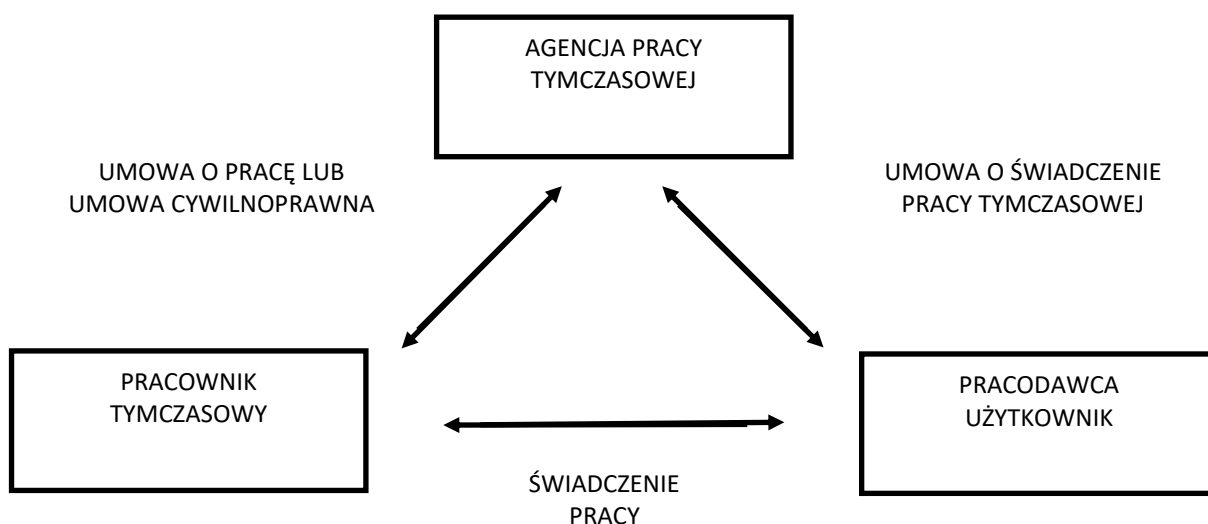 AGENCJA PRACY
TYMCZASOWEJ
UMOWA O PRACĘ LUB
UMOWA CYWILNOPRAWNA
UMOWA O ŚWIADCZENIE
PRACY TYMCZASOWEJ
PRACOWNIK
TYMCZASOWY
PRACODAWCA
UŻYTKOWNIK
ŚWIADCZENIE
PRACY